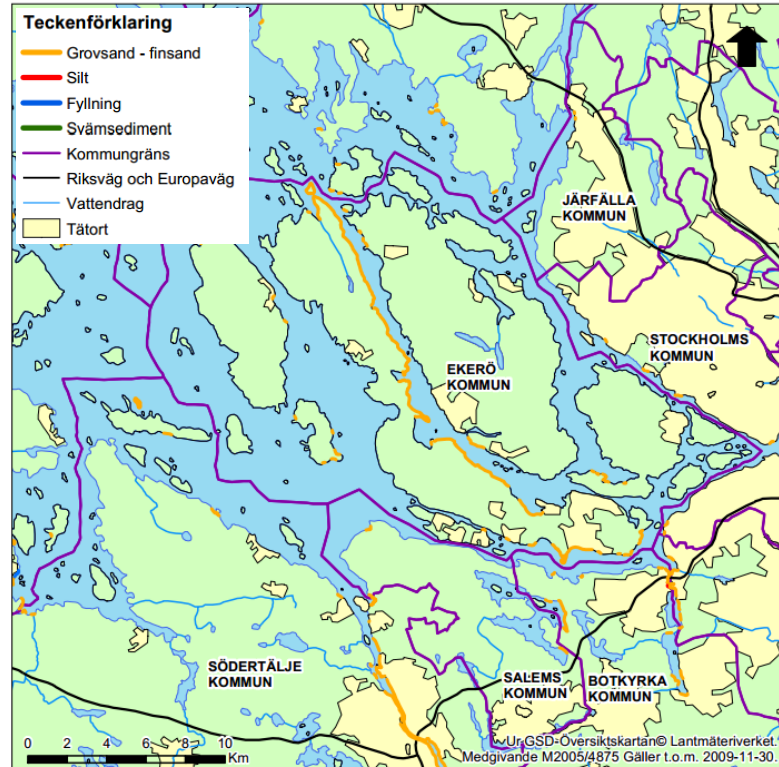 Teckenförklaring
Grovsand - finsand
Silt
Fyllning
Svämsediment
Kommungräns
Riksväg och Europaväg
Vattendrag
Tätort
JÄRFÄLLA
KOMMUN
STOCKHOLMS
KOMMUN
EKERÖ
KOMMUN
SÖDERTÄLJE
KOMMUN
SALEMS
KOMMUN
BOTKYRKA
KOMMUN
0 2 4 6 8 10
Km
Ur GSD-Översiktskartan© Lantmäteriverket.
Medgivande M2005/4875 Gäller t.o.m. 2009-11-30.